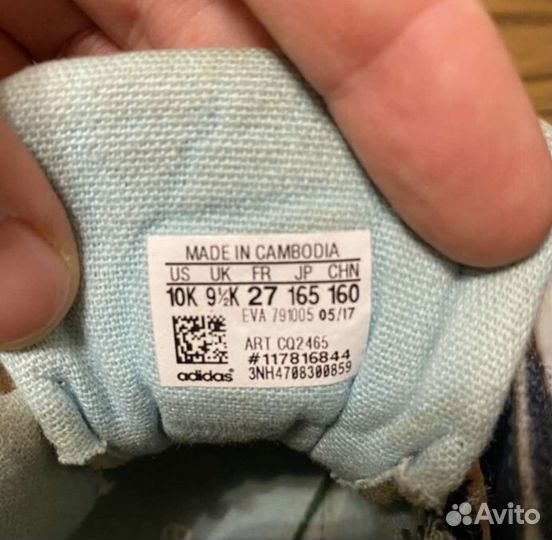 MADE IN CAMBODIA
US UK FR JP CHN
10K 9½K 27 165 160
EVA 791005 05/17
ART CQ2465
#117816844
adidas® 3NH4708300859
Avito